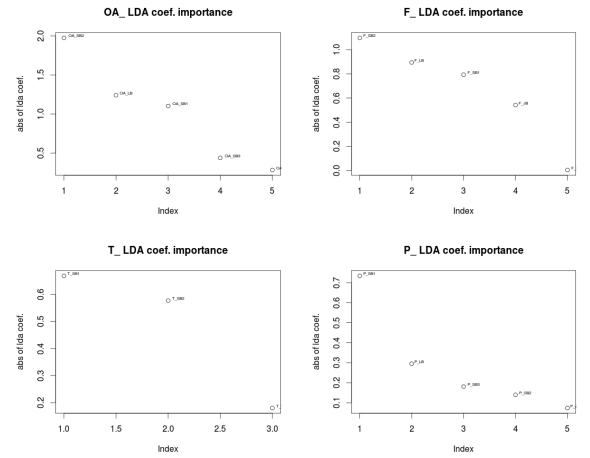 OA_ LDA coef. importance
abs of lda coef.
2.0
1.5
1.0
0.5
OA_SB2
OA_LB
OA_SB1
OA_SB3
1 2 3 4 5
Index
F_ LDA coef. importance
abs of lda coef.
1.0
0.8
0.6
0.4
0.2
0.0
F_SB2
F_LB
F_SB1
1 2 3 4 5
Index
T_ LDA coef. importance
abs of lda coef.
0.6
0.5
0.4
0.3
0.2
T_SB1
T_SB2
T_
1.0 1.5 2.0 2.5 3.0
Index
P_ LDA coef. importance
abs of lda coef.
0.7
0.6
0.5
0.4
0.3
0.2
0.1
P_SB1
P_LB
P_SB3
P_SB2
1 2 3 4 5
Index